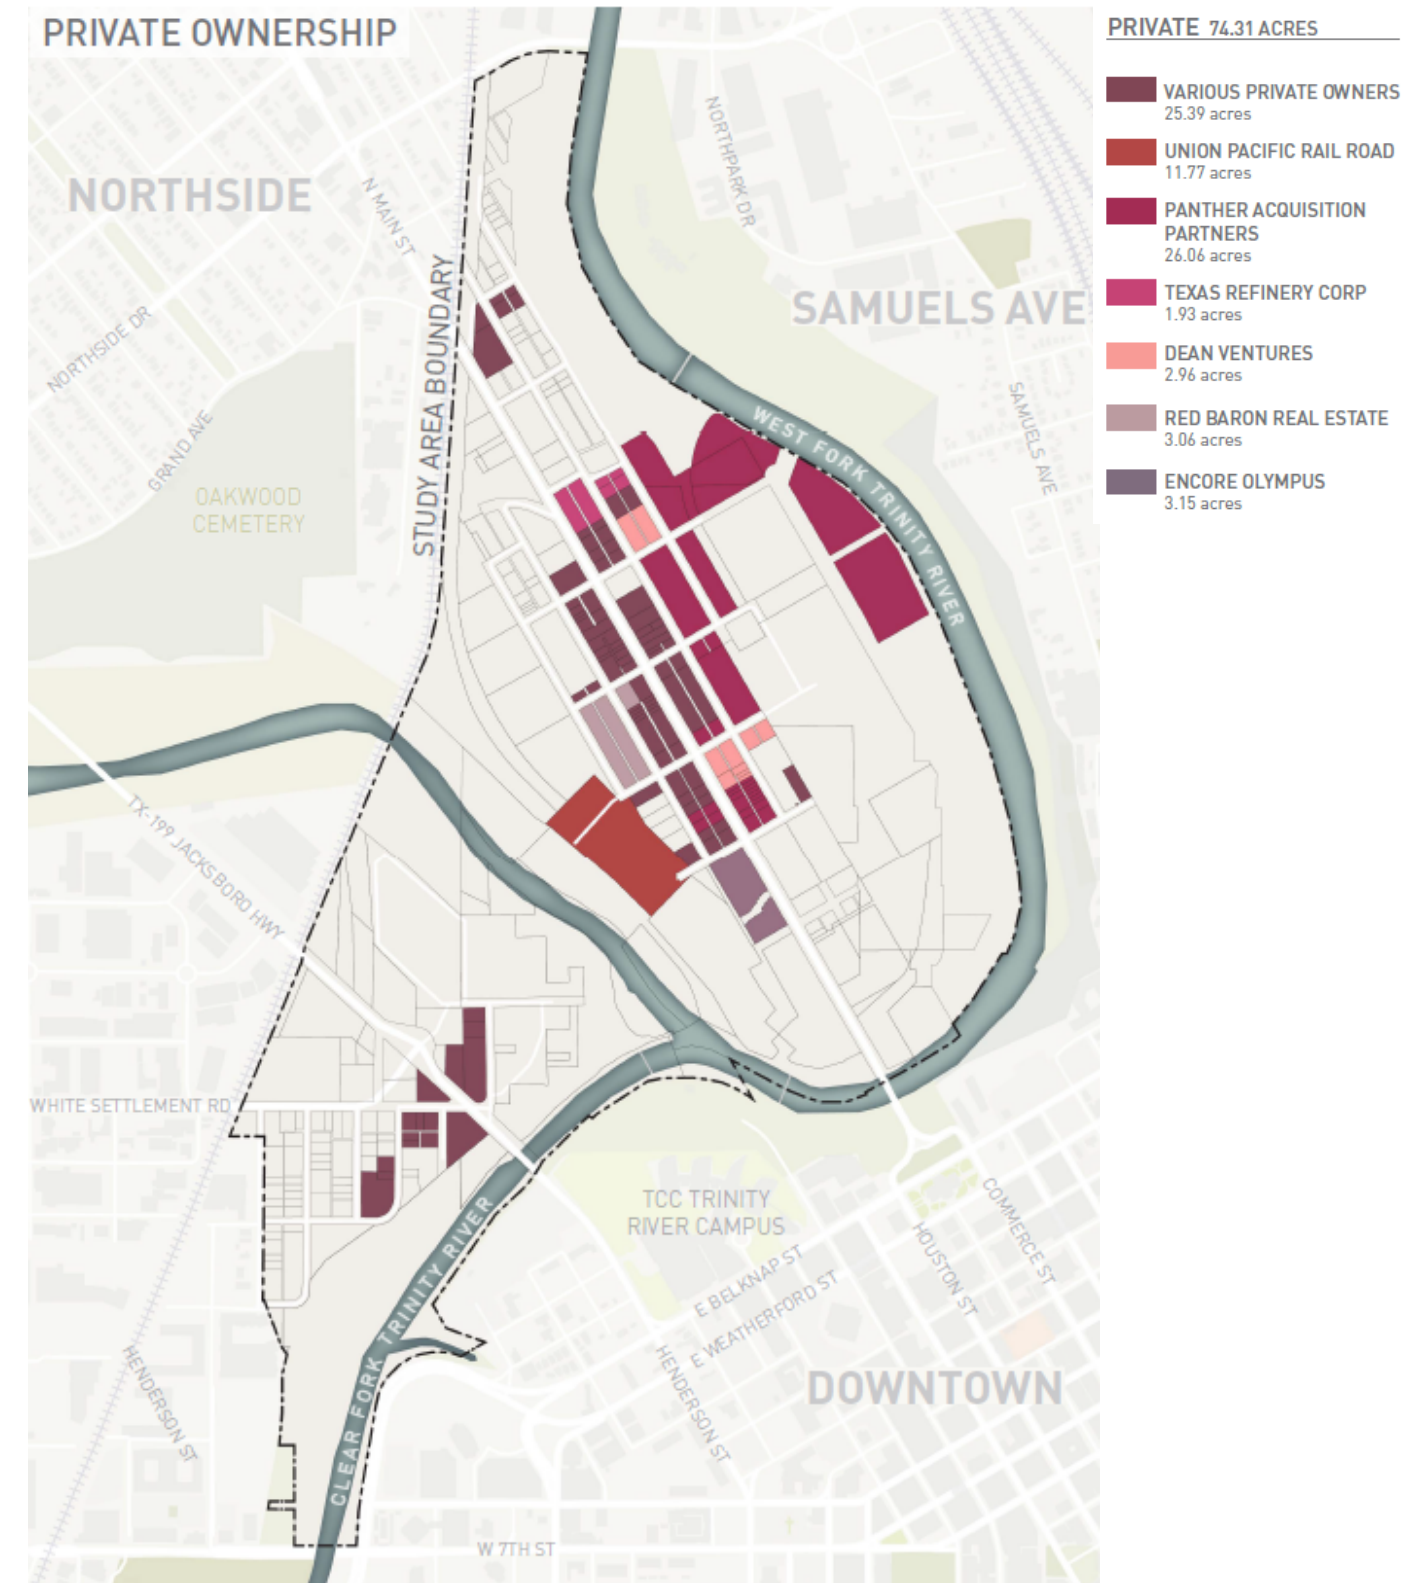 PRIVATE OWNERSHIP
NORTHSIDE
N MAIN ST
NORTHPARK DR
SAMUELS AVE
NORTHSIDE DR
GRAND AVE
STUDY AREA BOUNDARY
SAMUELS AVE
WEST FORK TRINITY RIVER
OAKWOOD
CEMETERY
TX-199 JACKSBORO HWY
WHITE SETTLEMENT RD
TCC TRINITY
RIVER CAMPUS
COMMERCE ST
HOUSTON ST
E BELKNAP ST
E WEATHERFORD ST
CLEAR FORK TRINITY RIVER
HENDERSON ST
HENDERSON ST
DOWNTOWN
W 7TH ST
PRIVATE 74.31 ACRES
VARIOUS PRIVATE OWNERS
25.39 acres
UNION PACIFIC RAIL ROAD
11.77 acres
PANTHER ACQUISITION
PARTNERS
26.06 acres
TEXAS REFINERY CORP
1.93 acres
DEAN VENTURES
2.96 acres
RED BARON REAL ESTATE
3.06 acres
ENCORE OLYMPUS
3.15 acres